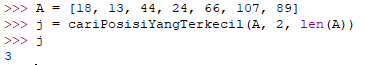 >>> A = [18, 13, 44, 24, 66, 107, 89]
>>> j = cariPosisiYangTerkecil(A, 2, len(A))
>>> j
3